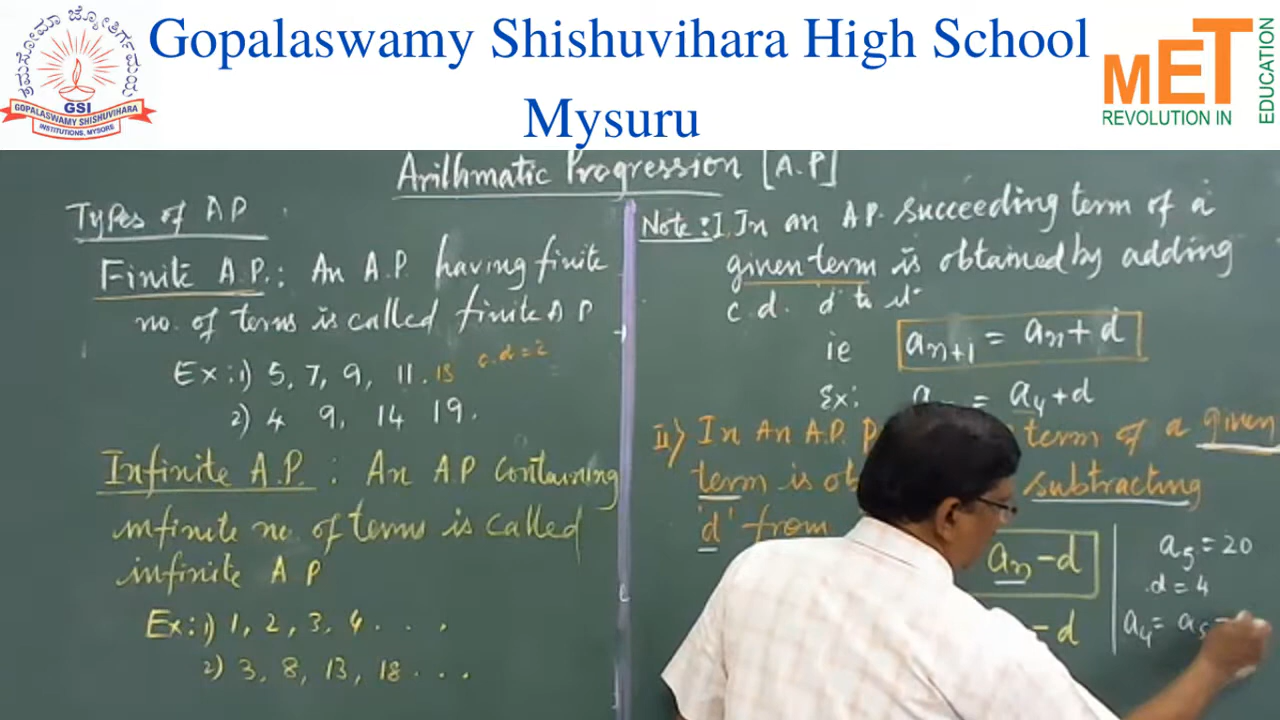 Gopalaswamy Shishuvihara High School
Mysuru
GSI
GOPALASWAMY SHISHUVIHARA
INSTITUTIONS, MYSORE
MET
REVOLUTION IN
EDUCATION
Arithmatic Progression [A.P]
Types of AP
Finite A.P. : An A.P. having finite
no. of terms is called finite A P
Ex: 1) 5, 7, 9, 11. 13 c.d = 2
2) 4 9, 14 19.
Infinite A.P. : An A.P containing
infinite no. of terms is called
infinite A P
Ex: 1) 1, 2, 3, 4 . . .
2) 3, 8, 13, 18 . . .
Note: I. In an A.P. succeeding term of a
given term is obtained by adding
c.d. 'd' to it.
ie an+1 = an + d
Ex: = a4 + d
II) In An A.P. term of a given
term is subtracting
'd' from
an - d
- d
a5 = 20
d = 4
a4 = a5 -